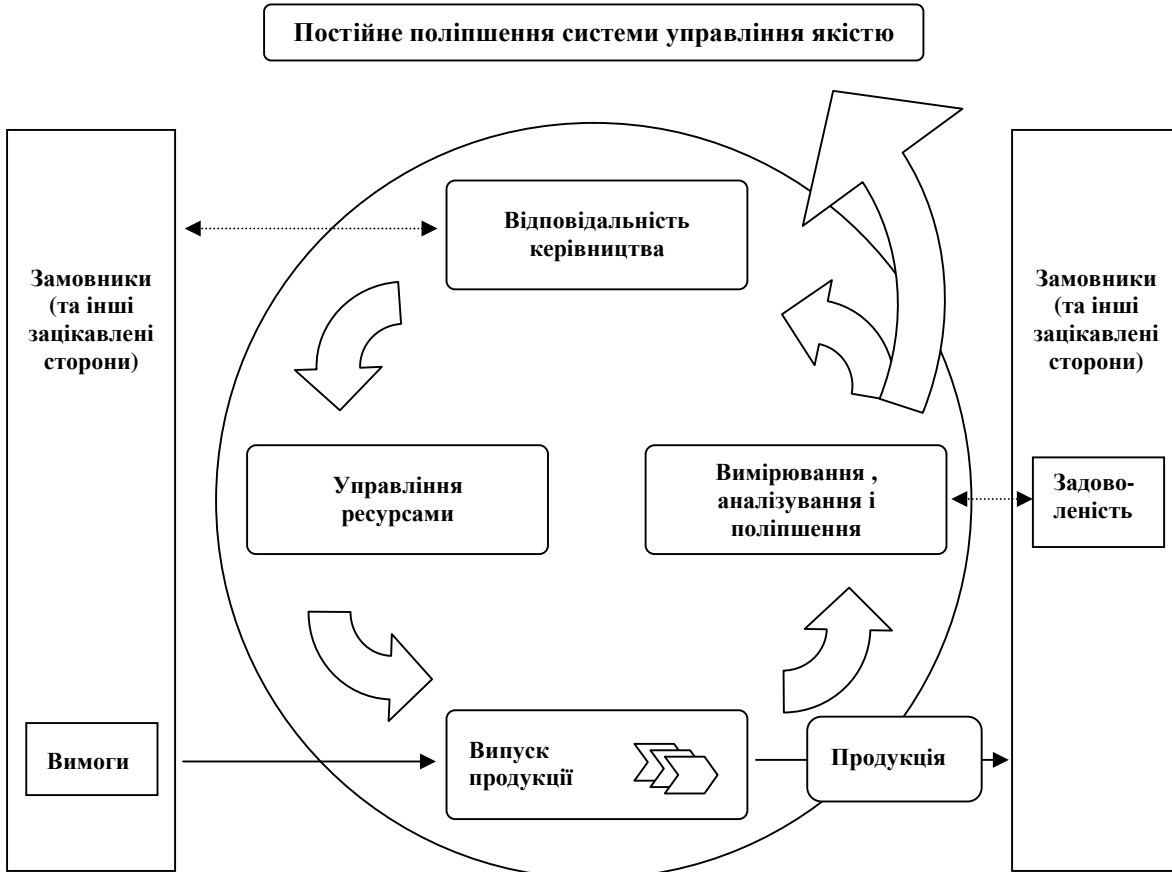 Постійне поліпшення системи управління якістю
Замовники
(та інші
зацікавлені
сторони)
Вимоги
Відповідальність
керівництва
Управління
ресурсами
Вимірювання ,
аналізування і
поліпшення
Випуск
продукції
Продукція
Замовники
(та інші
зацікавлені
сторони)
Задово-
леність